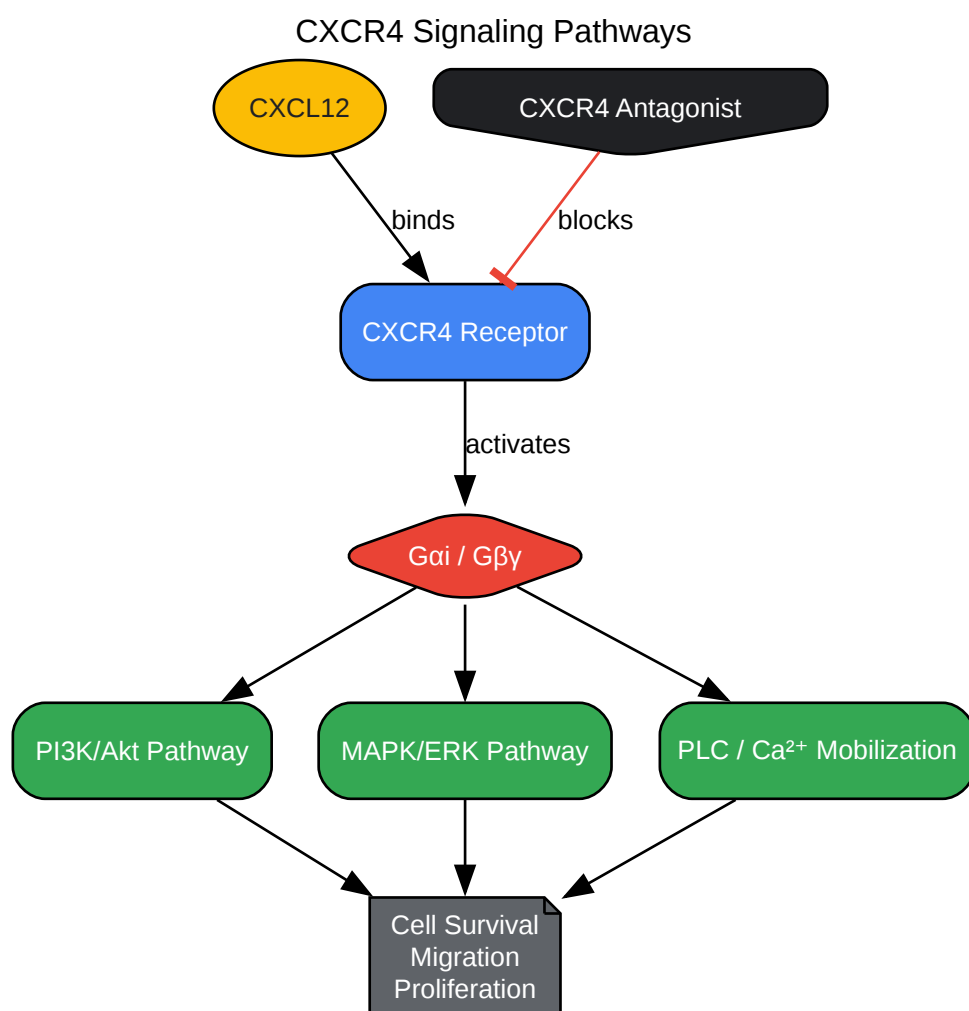 CXCR4 Signaling Pathways
CXCL12
CXCR4 Antagonist
binds
blocks
CXCR4 Receptor
activates
Gαi / Gβγ
PI3K/Akt Pathway
MAPK/ERK Pathway
PLC / Ca²⁺ Mobilization
Cell Survival
Migration
Proliferation